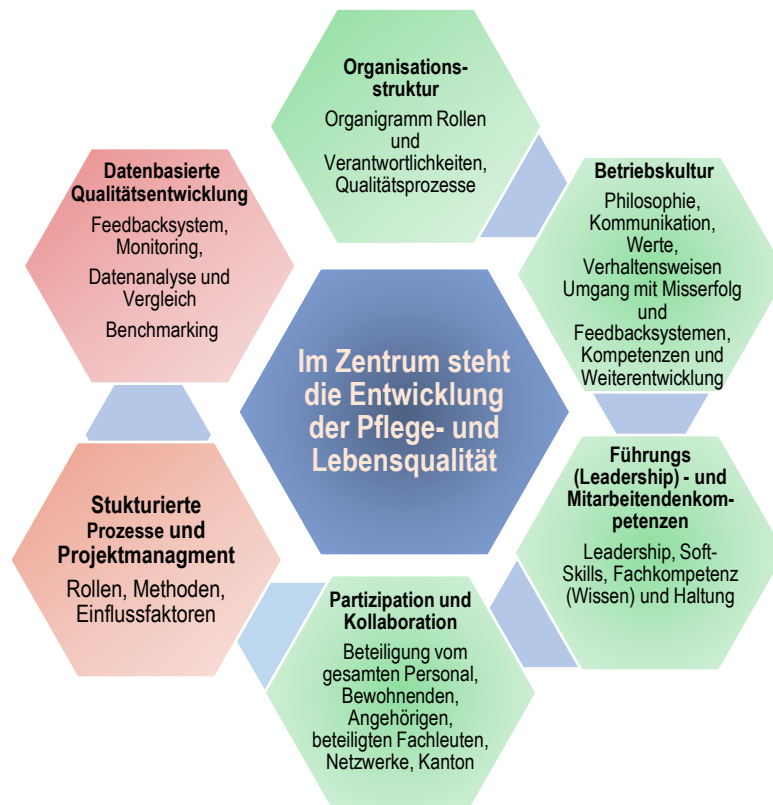 Organisations-
struktur
Organigramm Rollen
und
Verantwortlichkeiten,
Qualitätsprozesse
Betriebskultur
Philosophie,
Kommunikation,
Werte,
Verhaltensweisen
Umgang mit Misserfolg
und
Feedbacksystemen,
Kompetenzen und
Weiterentwicklung
Führungs
(Leadership) - und
Mitarbeitendenkom-
petenzen
Leadership, Soft-
Skills, Fachkompetenz
(Wissen) und Haltung
Partizipation und
Kollaboration
Beteiligung vom
gesamten Personal,
Bewohnenden,
Angehörigen,
beteiligten Fachleuten,
Netzwerke, Kanton
Stukturierte
Prozesse und
Projektmanagment
Rollen, Methoden,
Einflussfaktoren
Datenbasierte
Qualitätsentwicklung
Feedbacksystem,
Monitoring,
Datenanalyse und
Vergleich
Benchmarking
Im Zentrum steht
die Entwicklung
der Pflege- und
Lebensqualität